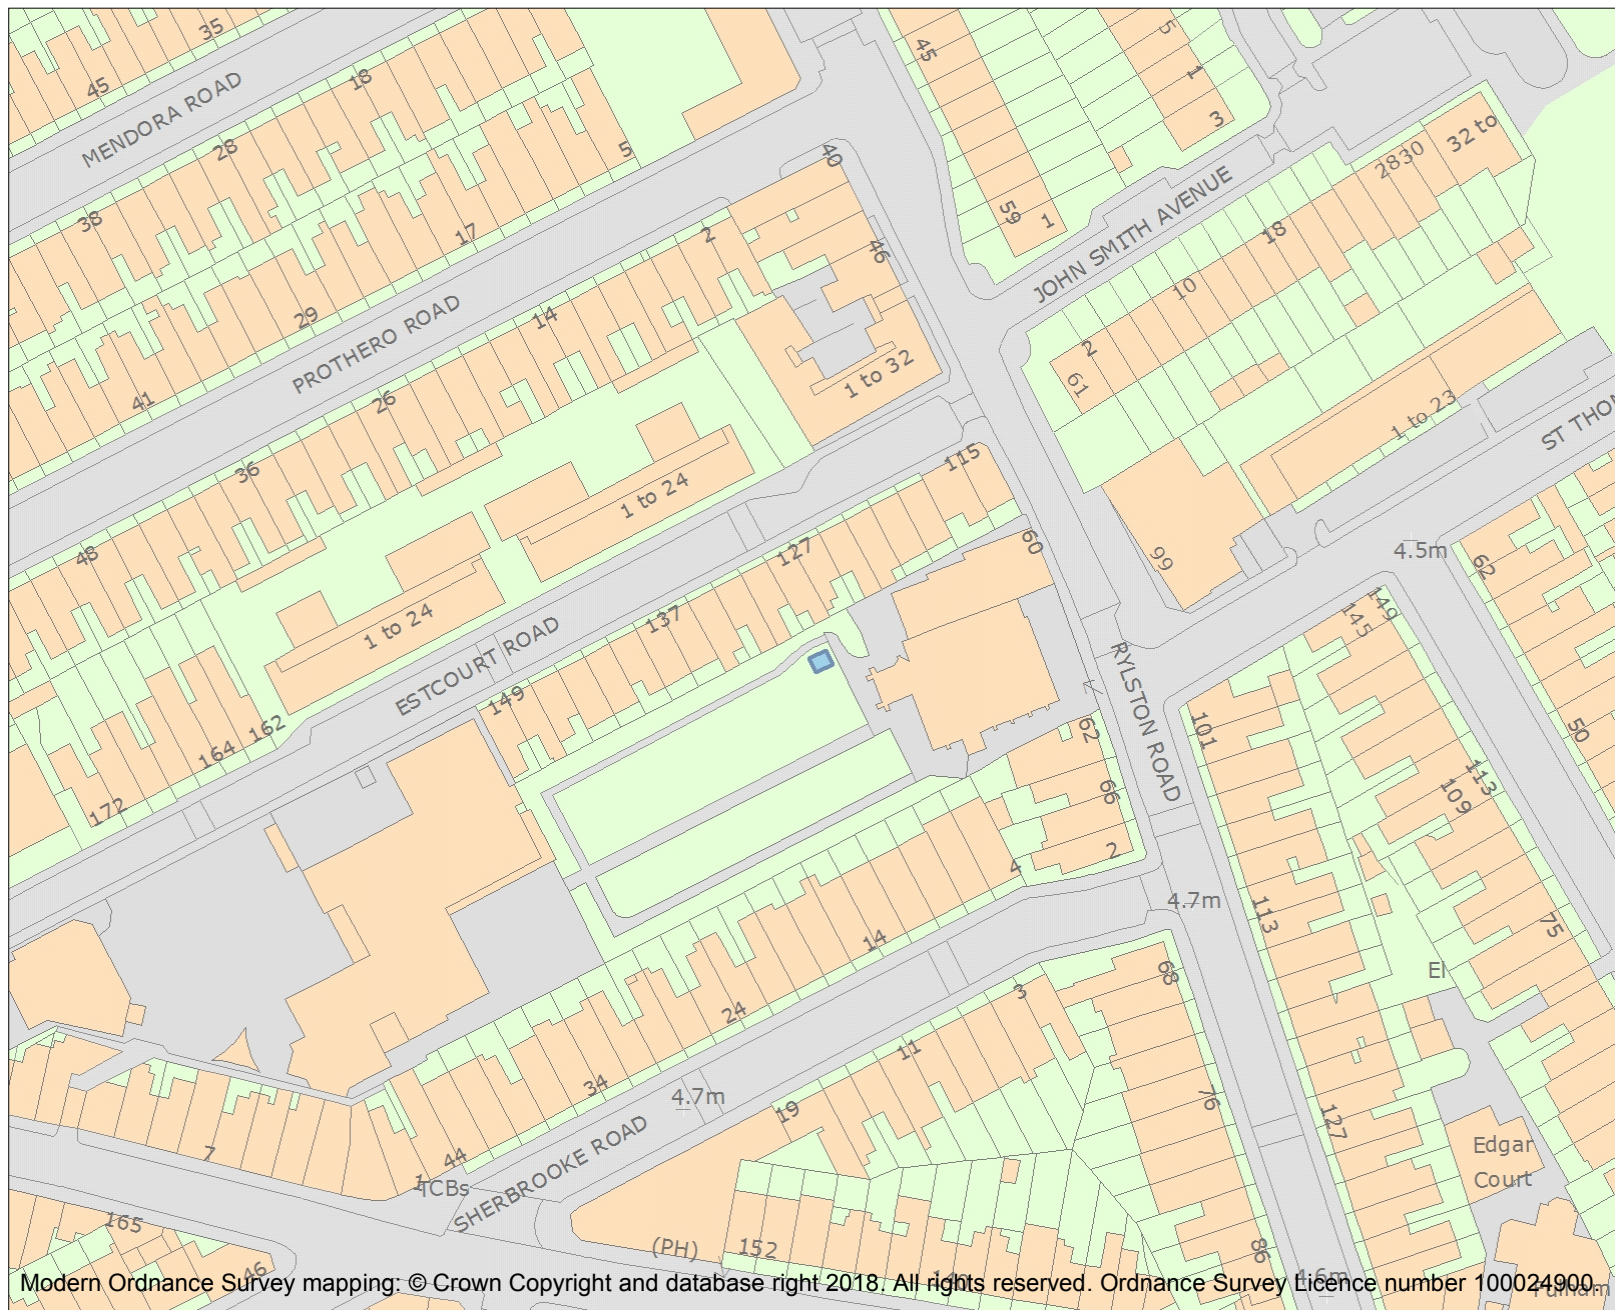 35
45
MENDORA ROAD
18
28
38
5
17
29
41
PROTHERO ROAD
45
59
1
5
1
3
40
46
2
14
26
36
48
1 to 32
JOHN SMITH AVENUE
32 to
2830
18
10
2
61
1 to 23
ST THO
115
127
137
149
1 to 24
1 to 24
ESTCOURT ROAD
162
164
172
60
99
4.5m
62
50
149
145
RYLSTON ROAD
62
66
2
4
101
113
109
113
75
4.7m
El
14
24
34
44
1
TCBs
7
SHERBROOKE ROAD
4.7m
3
11
19
68
76
86
127
Edgar
Court
165
46
(PH)
152
140
4.6m
Fulham
Modern Ordnance Survey mapping: © Crown Copyright and database right 2018. All rights reserved. Ordnance Survey Licence number 100024900.